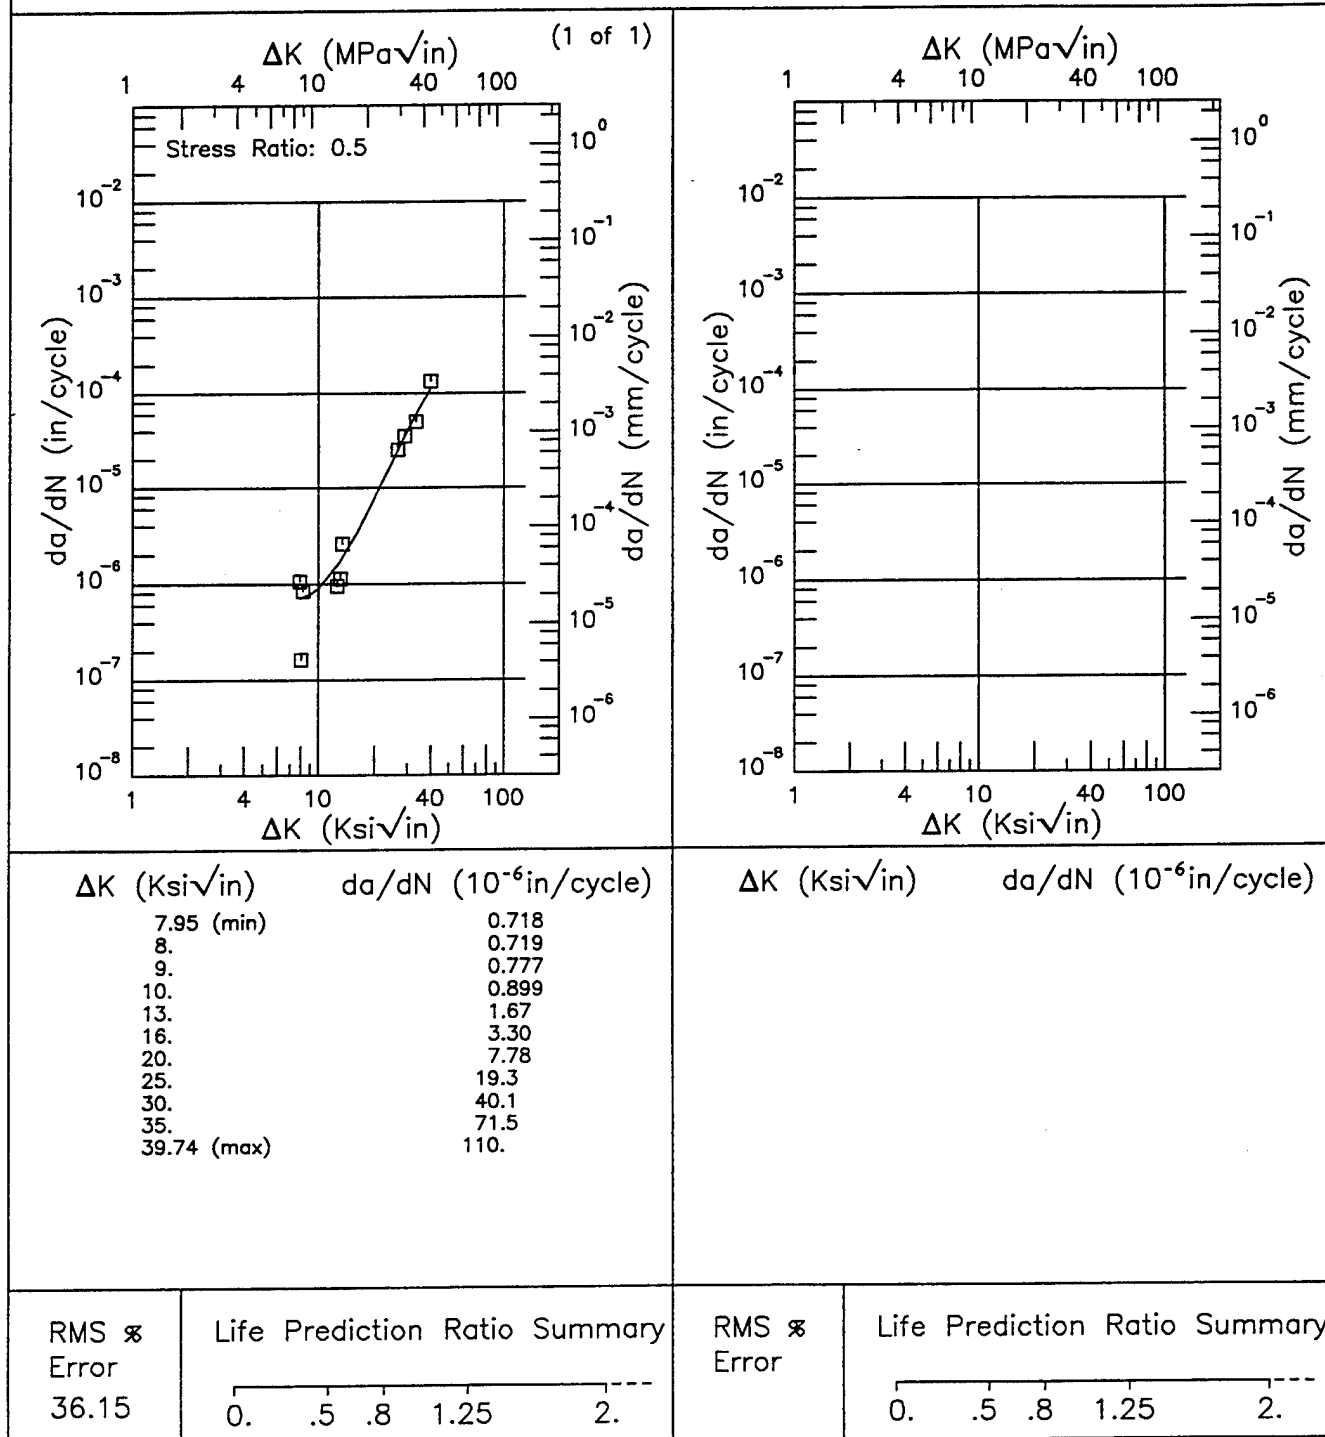 (1 of 1)
ΔK (MPa√in)
1 4 10 40 100
Stress Ratio: 0.5
10⁰
10⁻¹
10⁻²
10⁻³
10⁻⁴
10⁻⁵
10⁻⁶
da/dN (mm/cycle)
10⁻²
10⁻³
10⁻⁴
10⁻⁵
10⁻⁶
10⁻⁷
10⁻⁸
da/dN (in/cycle)
1 4 10 40 100
ΔK (Ksi√in)
ΔK (MPa√in)
1 4 10 40 100
10⁰
10⁻¹
10⁻²
10⁻³
10⁻⁴
10⁻⁵
10⁻⁶
da/dN (mm/cycle)
10⁻²
10⁻³
10⁻⁴
10⁻⁵
10⁻⁶
10⁻⁷
10⁻⁸
da/dN (in/cycle)
1 4 10 40 100
ΔK (Ksi√in)
ΔK (Ksi√in) da/dN (10⁻⁶in/cycle)
7.95 (min) 0.718
8. 0.719
9. 0.777
10. 0.899
13. 1.67
16. 3.30
20. 7.78
25. 19.3
30. 40.1
35. 71.5
39.74 (max) 110.
ΔK (Ksi√in) da/dN (10⁻⁶in/cycle)
RMS %
Error
36.15
Life Prediction Ratio Summary
0. .5 .8 1.25 2.
RMS %
Error
Life Prediction Ratio Summary
0. .5 .8 1.25 2.